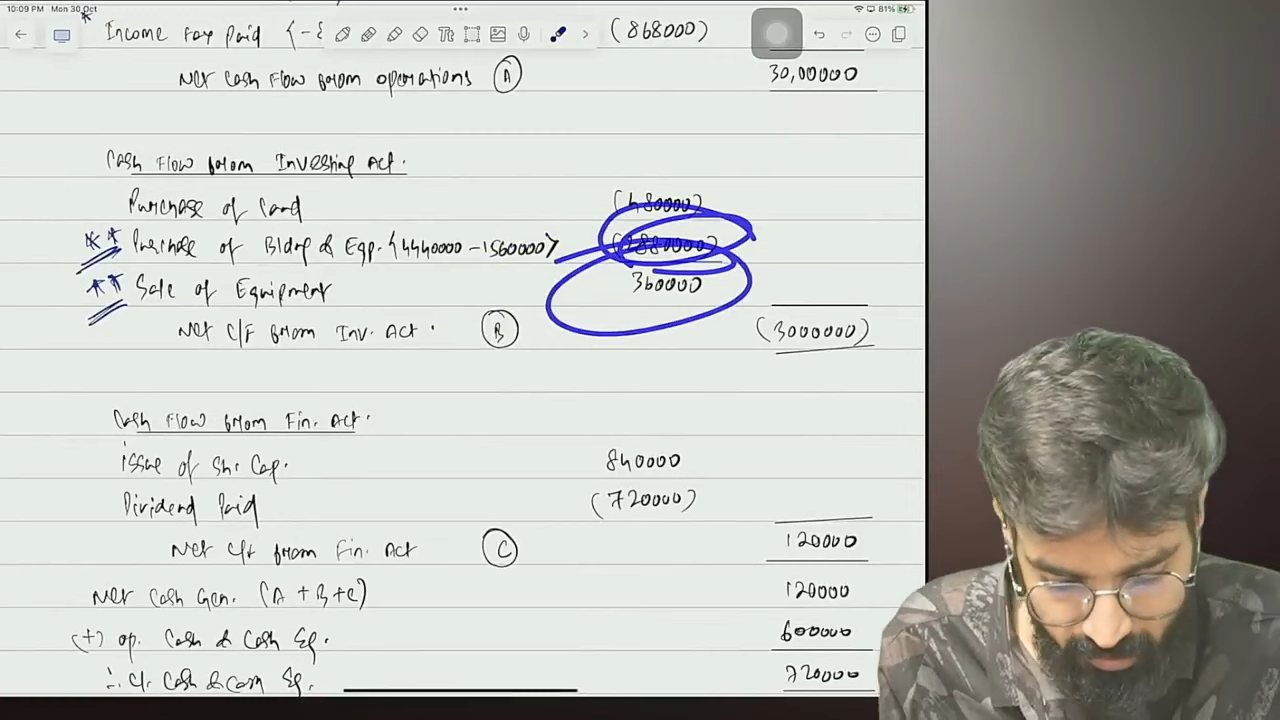 10:09 PM Mon 30 Oct 81%
Income Tax Paid (868000)
Net Cash Flow from operations (A) 30,00000
Cash Flow from Investing Act.
Purchase of Land (480000)
** Purchase of Bldg & Eqp. {4440000 - 1560000} (2880000)
** Sale of Equipment 360000
Net C/F from Inv. Act. (B) (3000000)
Cash Flow from Fin. Act.
issue of Sh. Cap. 840000
Dividend Paid (720000)
Net C/F from Fin. Act (C) 120000
Net Cash Gen. (A + B + C) 120000
(+) op. Cash & Cash Eq. 600000
∴ Cl. Cash & Cash Eq. 720000